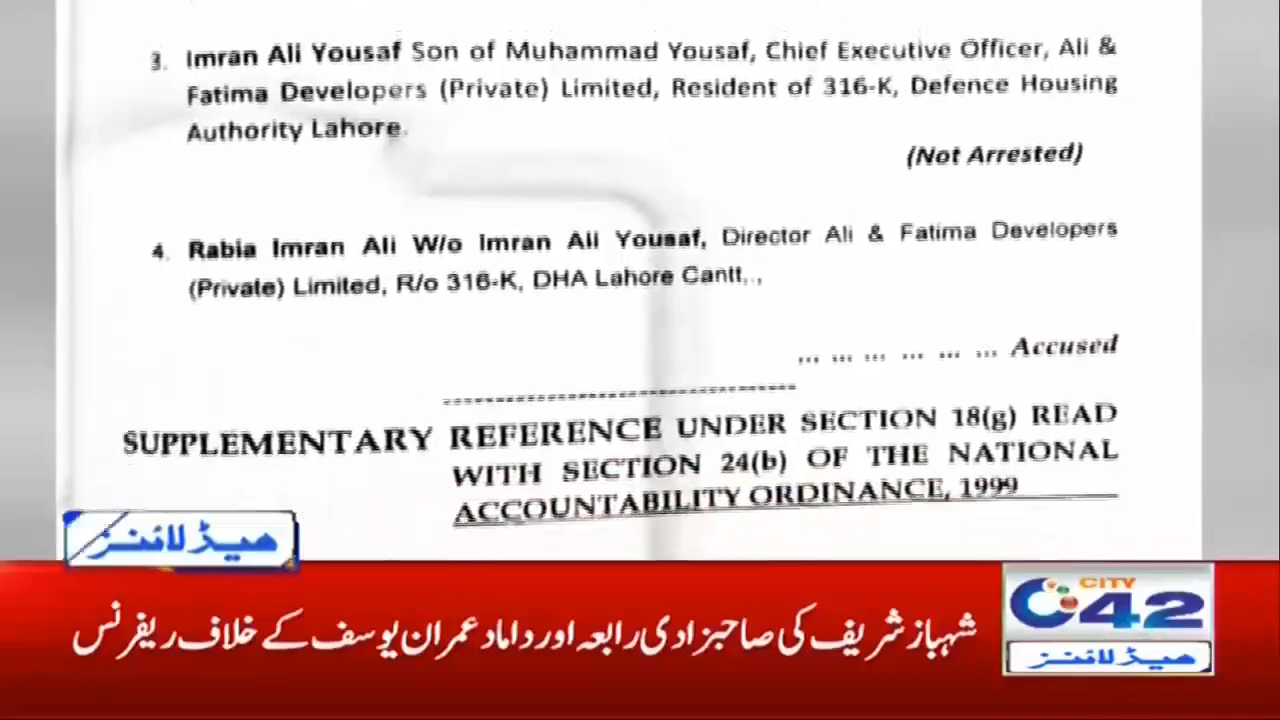 3. Imran Ali Yousaf Son of Muhammad Yousaf, Chief Executive Officer, Ali &
Fatima Developers (Private) Limited, Resident of 316-K, Defence Housing
Authority Lahore.
(Not Arrested)
4. Rabia Imran Ali W/o Imran Ali Yousaf, Director Ali & Fatima Developers
(Private) Limited, R/o 316-K, DHA Lahore Cantt.,
... ... ... ... ... ... Accused
--------------------------------
SUPPLEMENTARY REFERENCE UNDER SECTION 18(g) READ
WITH SECTION 24(b) OF THE NATIONAL
ACCOUNTABILITY ORDINANCE, 1999
ہیڈلائنز
شہباز شریف کی صاحبزادی رابعہ اور داماد عمران یوسف کے خلاف ریفرنس
CITY
42
ہیڈلائنز